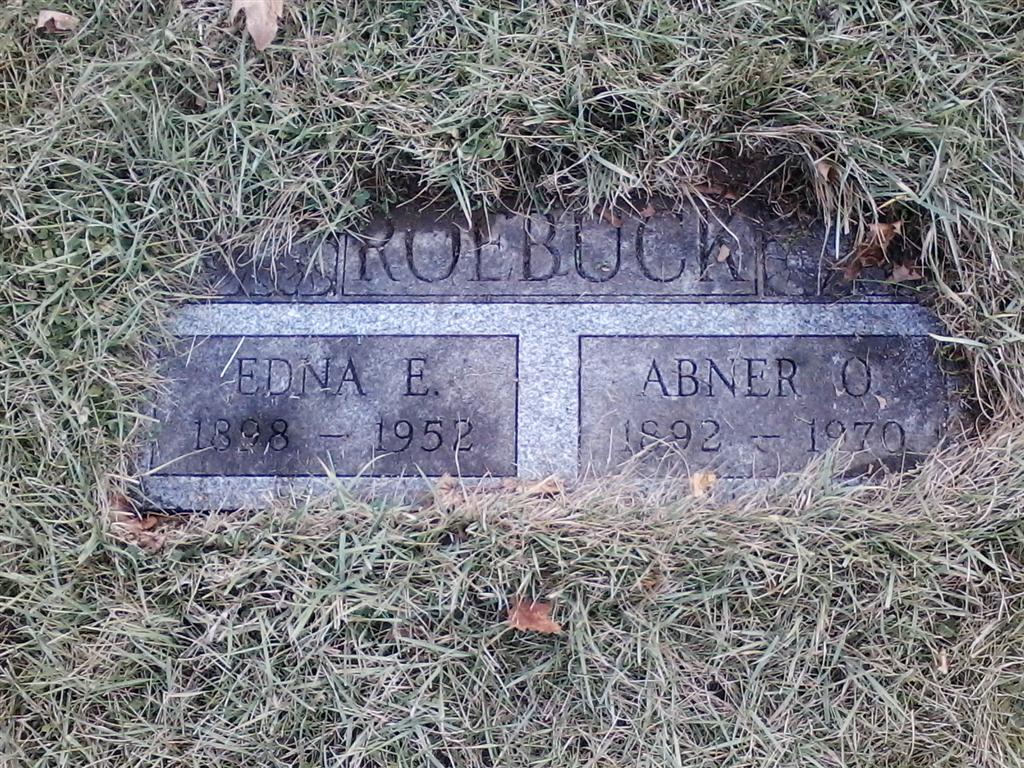 ROEBUCK
EDNA E. ABNER O.
1898 – 1952 1892 – 1970